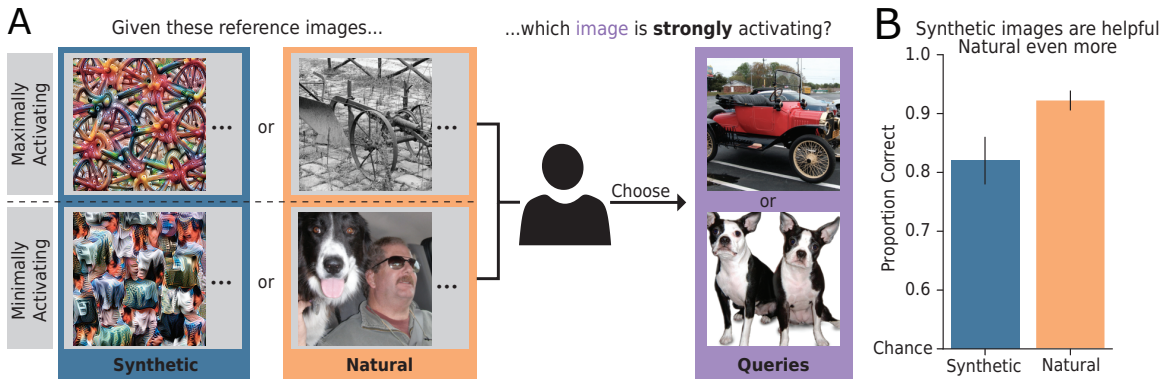 A
Given these reference images...
...which image is strongly activating?
Maximally
Activating
...
or
...
Minimally
Activating
...
or
...
Synthetic
Natural
Choose
or
Queries
B
Synthetic images are helpful
Natural even more
1.0
0.9
0.8
0.7
0.6
Chance
Proportion Correct
Synthetic
Natural